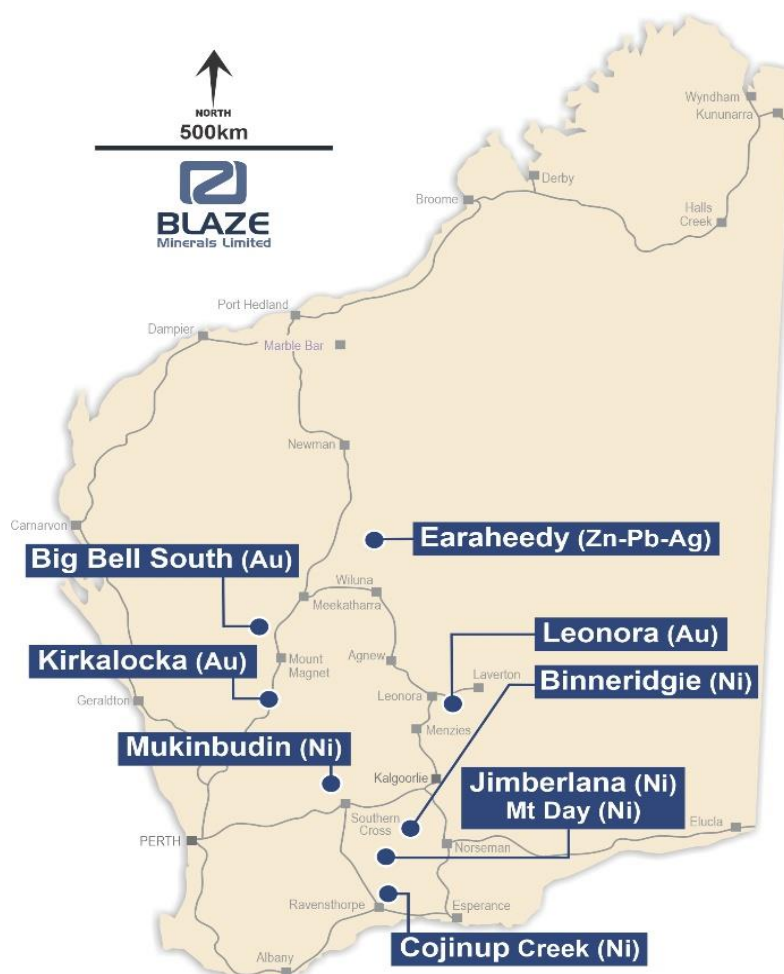 NORTH
500km
BLAZE
Minerals Limited
Wyndham
Kununarra
Derby
Broome
Halls
Creek
Port Hedland
Dampier
Marble Bar
Newman
Carnarvon
Earaheedy (Zn-Pb-Ag)
Big Bell South (Au)
Wiluna
Meekatharra
Leonora (Au)
Kirkalocka (Au)
Mount
Magnet
Agnew
Laverton
Geraldton
Leonora
Binneridgie (Ni)
Menzies
Mukinbudin (Ni)
Kalgoorlie
Jimberlana (Ni)
Mt Day (Ni)
Southern
Cross
Elucla
PERTH
Norseman
Ravensthorpe
Esperance
Cojinup Creek (Ni)
Albany